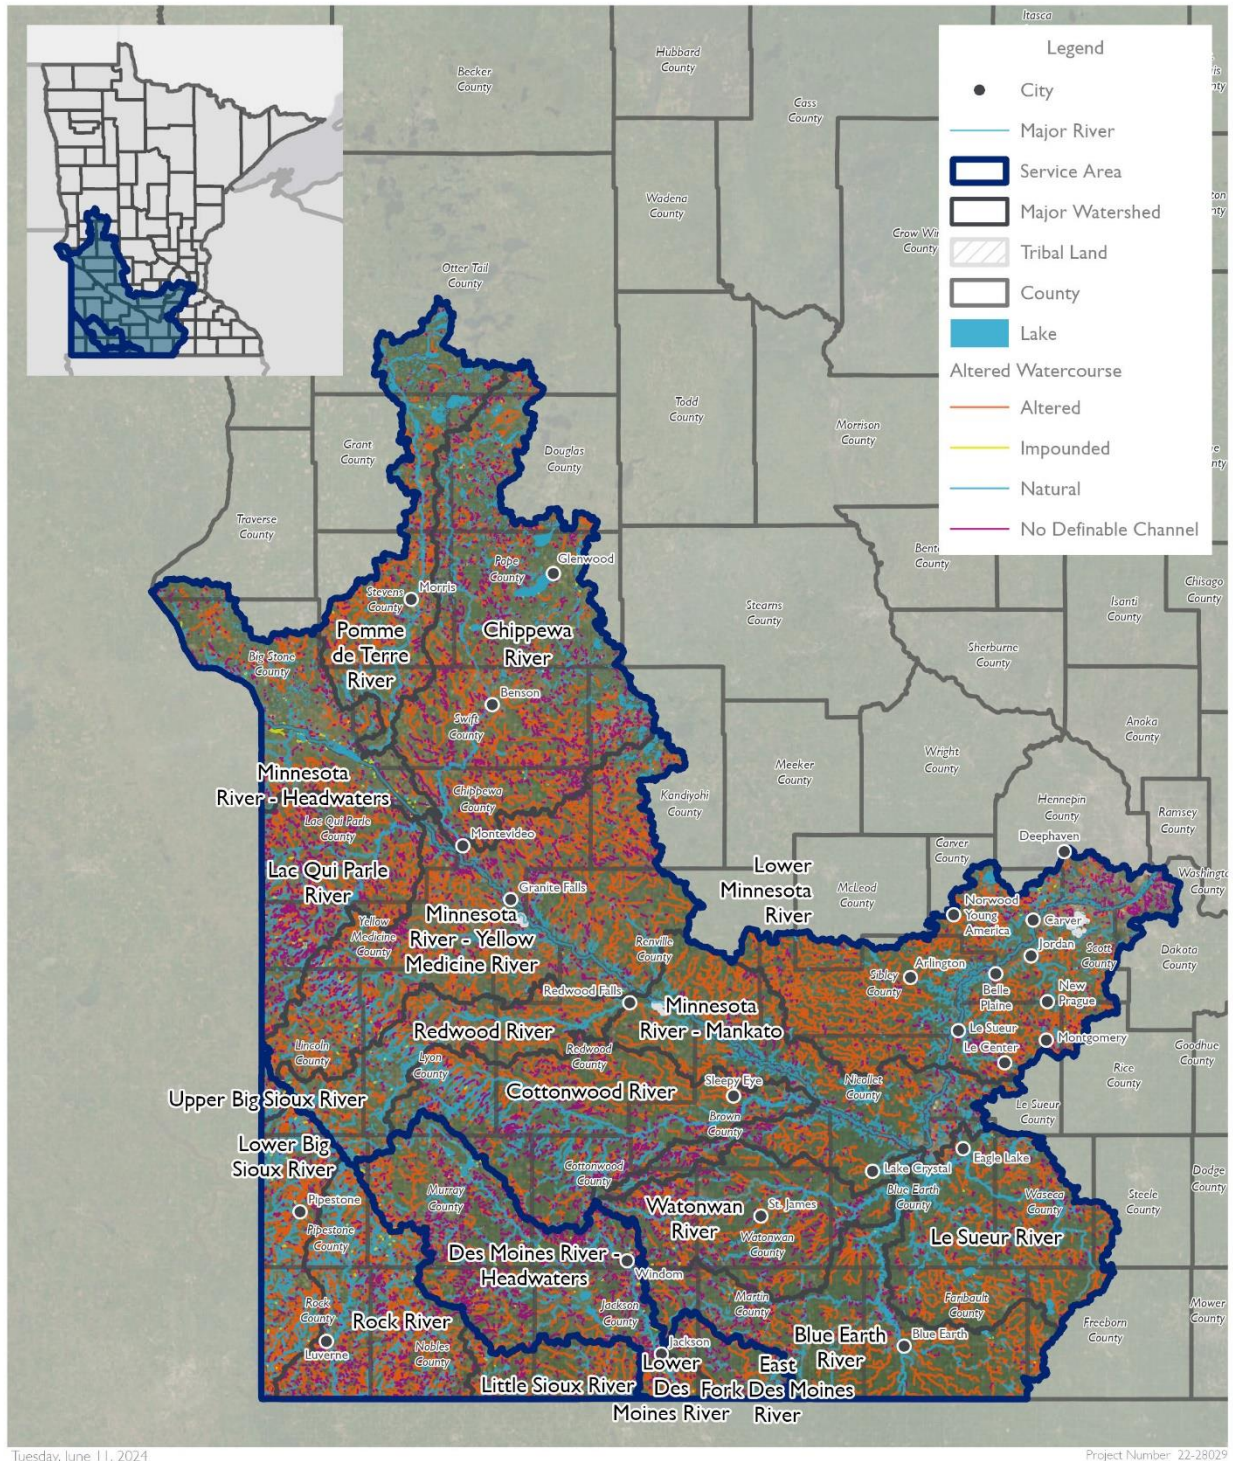 Itasca
Hubbard
County
Becker
County
Cass
County
Wadena
County
Crow Win
County
Otter Tail
County
Legend
City
Major River
Service Area
Major Watershed
Tribal Land
County
Lake
Altered Watercourse
Altered
Impounded
Natural
No Definable Channel
Todd
County
Morrison
County
Grant
County
Douglas
County
Traverse
County
Pope
County
Glenwood
Stevens
County
Morris
Stearns
County
Chisago
County
Isanti
County
Sherburne
County
Big Stone
County
Pomme
de Terre
River
Chippewa
River
Benson
Swift
County
Anoka
County
Wright
County
Meeker
County
Kandiyohi
County
Hennepin
County
Ramsey
County
Minnesota
River - Headwaters
Chippewa
County
Lac Qui Parle
County
Montevideo
Deephaven
Carver
County
Washington
County
Lac Qui Parle
River
Granite Falls
Lower
Minnesota
River
McLeod
County
Norwood
Young
America
Carver
Yellow
Medicine
County
Minnesota
River - Yellow
Medicine River
Renville
County
Jordan
Scott
County
Dakota
County
Sibley
County
Arlington
Belle
Plaine
New
Prague
Redwood Falls
Minnesota
River - Mankato
Redwood River
Le Sueur
Le Center
Montgomery
Goodhue
County
Rice
County
Lincoln
County
Lyon
County
Redwood
County
Upper Big Sioux River
Cottonwood River
Sleepy Eye
Nicollet
County
Brown
County
Le Sueur
County
Lower Big
Sioux River
Cottonwood
County
Lake Crystal
Eagle Lake
Blue Earth
County
Waseca
County
Steele
County
Dodge
County
Pipestone
Pipestone
County
Murray
County
Watonwan
River
St. James
Watonwan
County
Le Sueur River
Des Moines River -
Headwaters
Windom
Jackson
County
Martin
County
Faribault
County
Freeborn
County
Mower
County
Rock
County
Rock River
Luverne
Nobles
County
Jackson
Blue Earth
River
Blue Earth
Little Sioux River
Lower
Des
Moines River
East
Fork Des Moines
River
Tuesday, June 11, 2024
Project Number 22-28029